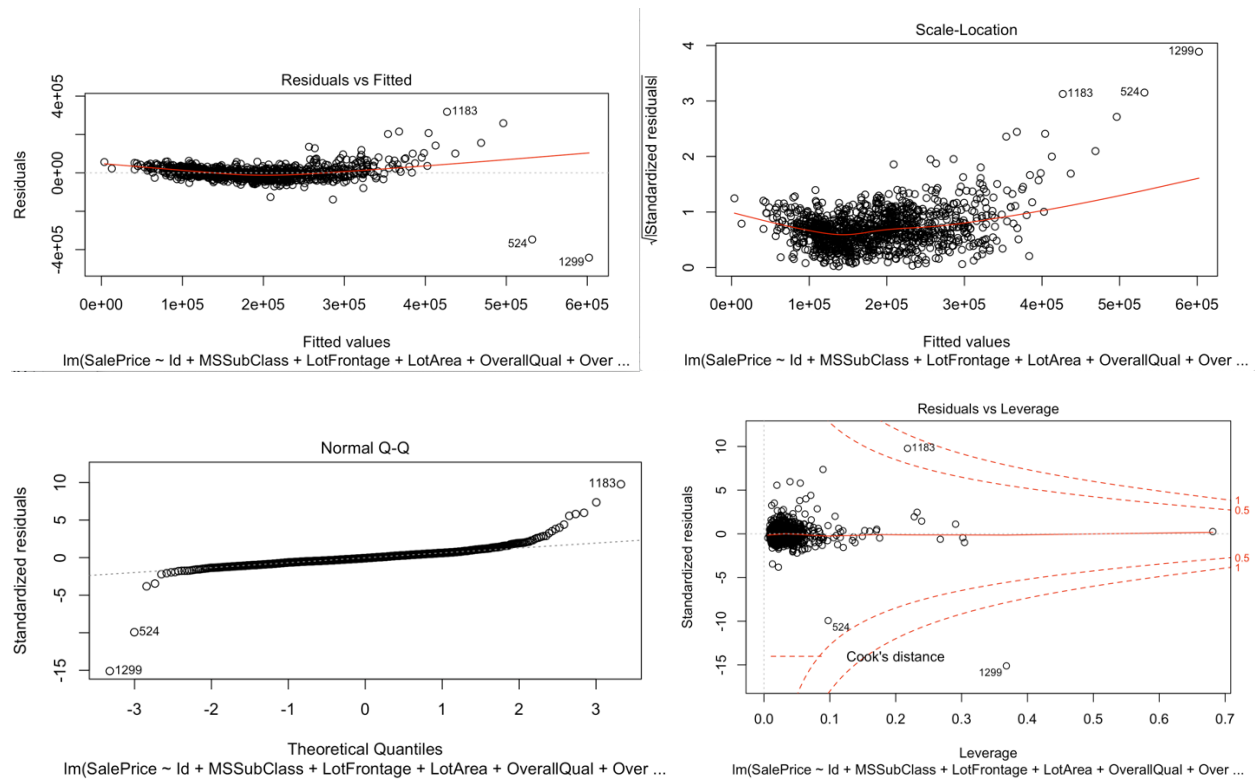 Residuals vs Fitted
Residuals
4e+05
0e+00
-4e+05
1183
524
1299
0e+00 1e+05 2e+05 3e+05 4e+05 5e+05 6e+05
Fitted values
lm(SalePrice ~ Id + MSSubClass + LotFrontage + LotArea + OverallQual + Over ...
Scale-Location
√|Standardized residuals|
4
3
2
1
0
1299
1183
524
0e+00 1e+05 2e+05 3e+05 4e+05 5e+05 6e+05
Fitted values
lm(SalePrice ~ Id + MSSubClass + LotFrontage + LotArea + OverallQual + Over ...
Normal Q-Q
Standardized residuals
10
5
0
-5
-15
1183
524
1299
-3 -2 -1 0 1 2 3
Theoretical Quantiles
lm(SalePrice ~ Id + MSSubClass + LotFrontage + LotArea + OverallQual + Over ...
Residuals vs Leverage
Standardized residuals
10
5
0
-5
-10
-15
1183
1
0.5
0.5
1
524
Cook's distance
1299
0.0 0.1 0.2 0.3 0.4 0.5 0.6 0.7
Leverage
lm(SalePrice ~ Id + MSSubClass + LotFrontage + LotArea + OverallQual + Over ...